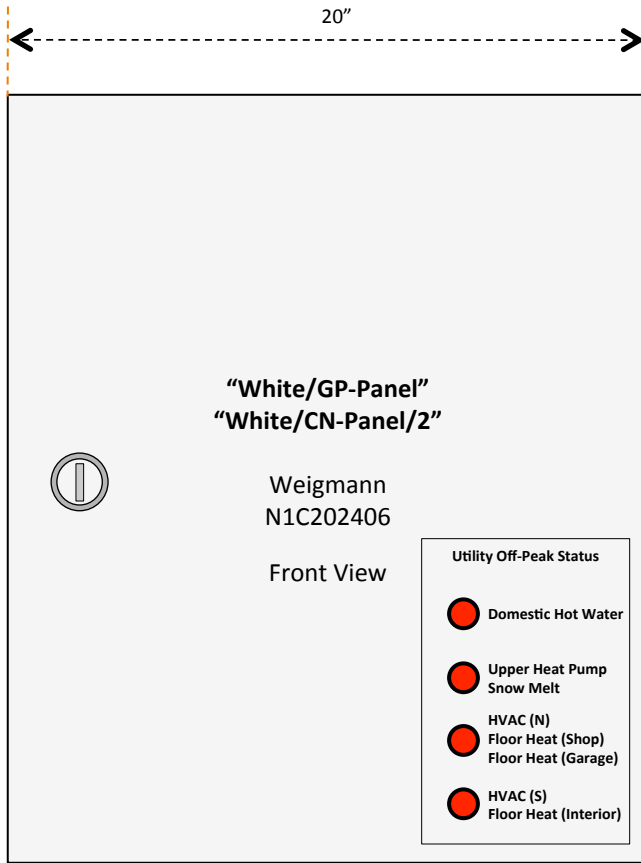 20”
“White/GP-Panel”
“White/CN-Panel/2”
Weigmann
N1C202406
Front View
Utility Off-Peak Status
Domestic Hot Water
Upper Heat Pump
Snow Melt
HVAC (N)
Floor Heat (Shop)
Floor Heat (Garage)
HVAC (S)
Floor Heat (Interior)